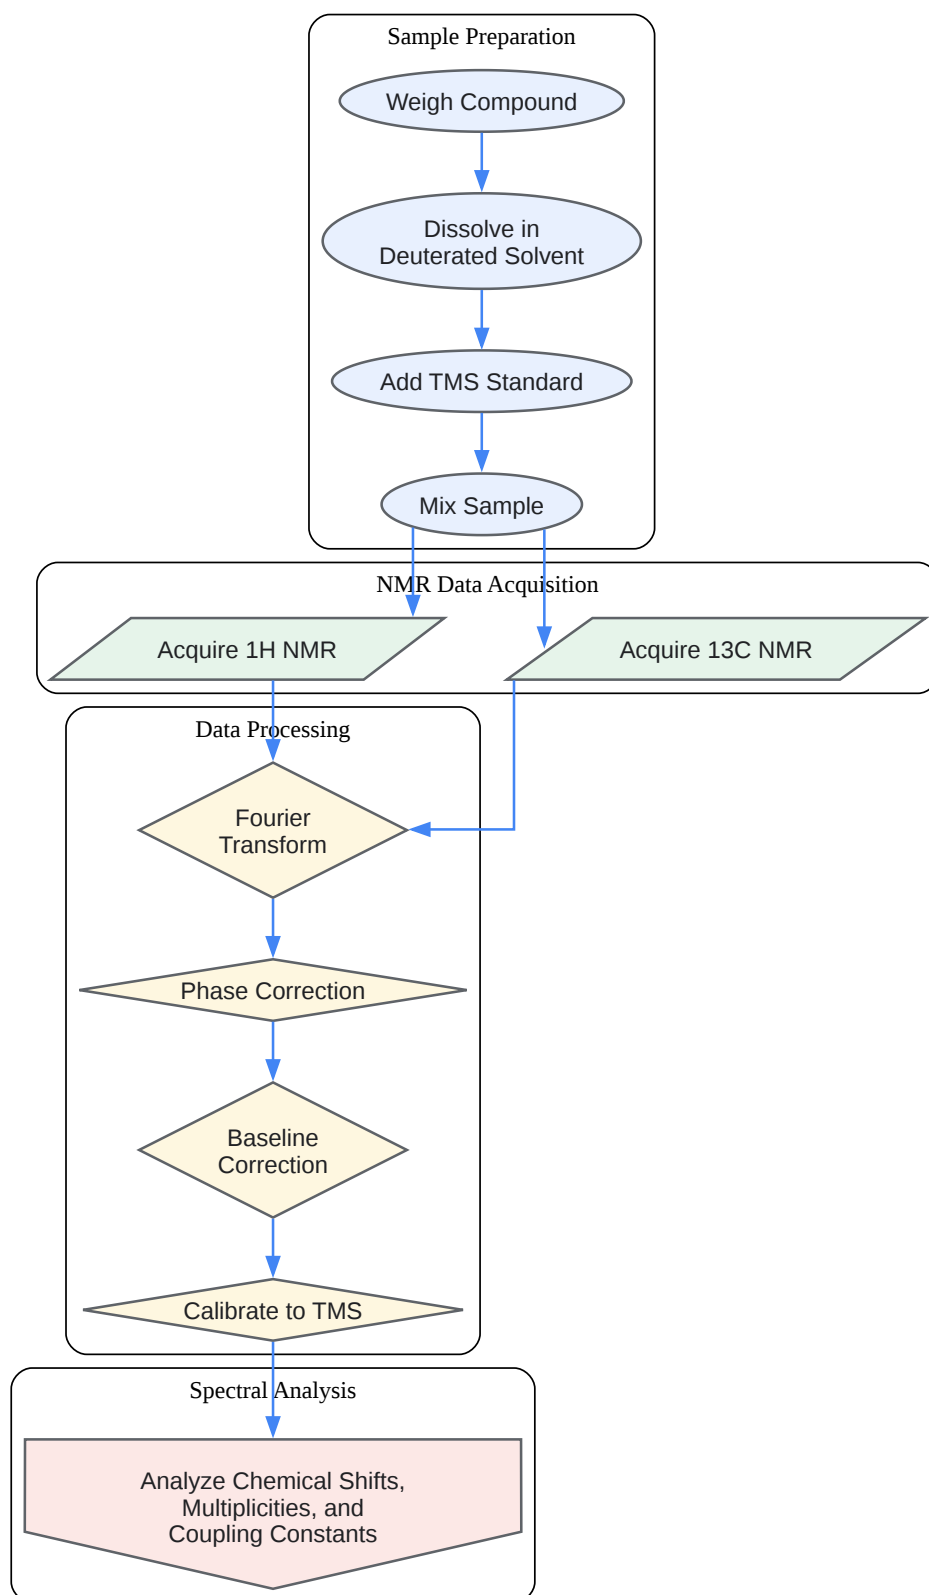 Sample Preparation
Weigh Compound
Dissolve in
Deuterated Solvent
Add TMS Standard
Mix Sample
NMR Data Acquisition
Acquire 1H NMR
Acquire 13C NMR
Data Processing
Fourier
Transform
Phase Correction
Baseline
Correction
Calibrate to TMS
Spectral Analysis
Analyze Chemical Shifts,
Multiplicities, and
Coupling Constants